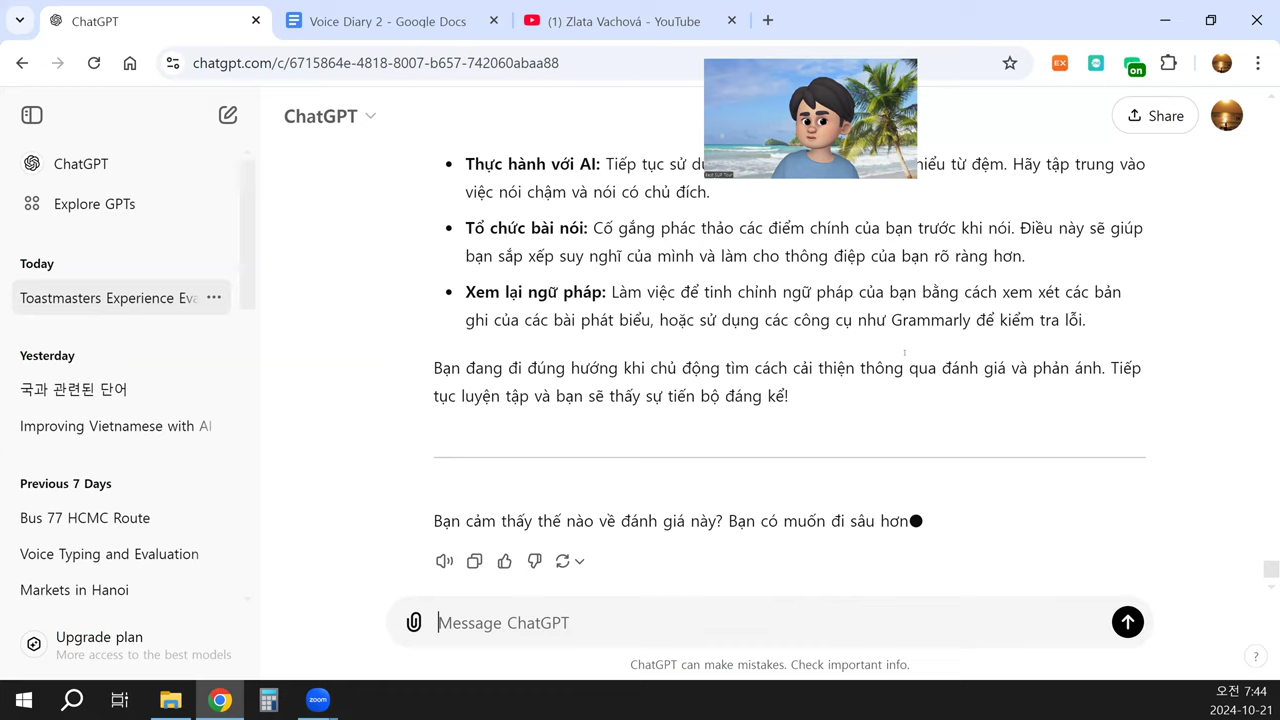 ChatGPT
Voice Diary 2 - Google Docs
(1) Zlata Vachová - YouTube
chatgpt.com/c/6715864e-4818-8007-b657-742060abaa88
EX
on
ChatGPT
Share
ChatGPT
Explore GPTs
Today
Toastmasters Experience Eva
Yesterday
국과 관련된 단어
Improving Vietnamese with AI
Previous 7 Days
Bus 77 HCMC Route
Voice Typing and Evaluation
Markets in Hanoi
Upgrade plan
More access to the best models
Thực hành với AI: Tiếp tục sử từ đệm. Hãy tập trung vào
việc nói chậm và nói có chủ đích.
Tổ chức bài nói: Cố gắng phác thảo các điểm chính của bạn trước khi nói. Điều này sẽ giúp
bạn sắp xếp suy nghĩ của mình và làm cho thông điệp của bạn rõ ràng hơn.
Xem lại ngữ pháp: Làm việc để tinh chỉnh ngữ pháp của bạn bằng cách xem xét các bản
ghi của các bài phát biểu, hoặc sử dụng các công cụ như Grammarly để kiểm tra lỗi.
Bạn đang đi đúng hướng khi chủ động tìm cách cải thiện thông qua đánh giá và phản ánh. Tiếp
tục luyện tập và bạn sẽ thấy sự tiến bộ đáng kể!
Bạn cảm thấy thế nào về đánh giá này? Bạn có muốn đi sâu hơn
Message ChatGPT
ChatGPT can make mistakes. Check important info.
?
zoom
오전 7:44
2024-10-21